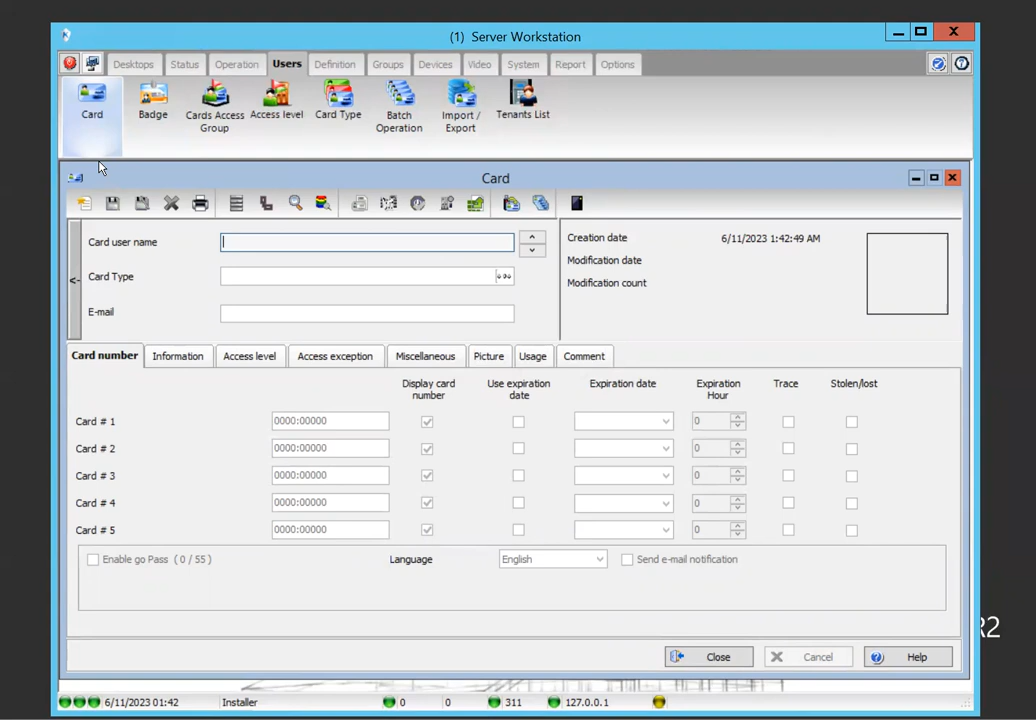 (1) Server Workstation
Desktops Status Operation Users Definition Groups Devices Video System Report Options
Card Badge Cards Access Group Access level Card Type Batch Operation Import / Export Tenants List
Card
Card user name
Creation date 6/11/2023 1:42:49 AM
Modification date
Card Type
Modification count
E-mail
Card number Information Access level Access exception Miscellaneous Picture Usage Comment
Display card number Use expiration date Expiration date Expiration Hour Trace Stolen/lost
Card # 1 0000:00000 0
Card # 2 0000:00000 0
Card # 3 0000:00000 0
Card # 4 0000:00000 0
Card # 5 0000:00000 0
Enable go Pass ( 0 / 55 ) Language English Send e-mail notification
R2
Close Cancel Help
6/11/2023 01:42 Installer 0 0 311 127.0.0.1